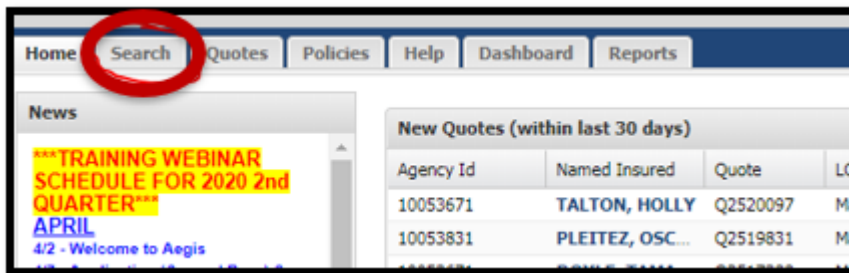 Home Search Quotes Policies Help Dashboard Reports
News
***TRAINING WEBINAR
SCHEDULE FOR 2020 2nd
QUARTER***
APRIL
4/2 - Welcome to Aegis
New Quotes (within last 30 days)
Agency Id Named Insured Quote
10053671 TALTON, HOLLY Q2520097
10053831 PLEITEZ, OSC... Q2519831